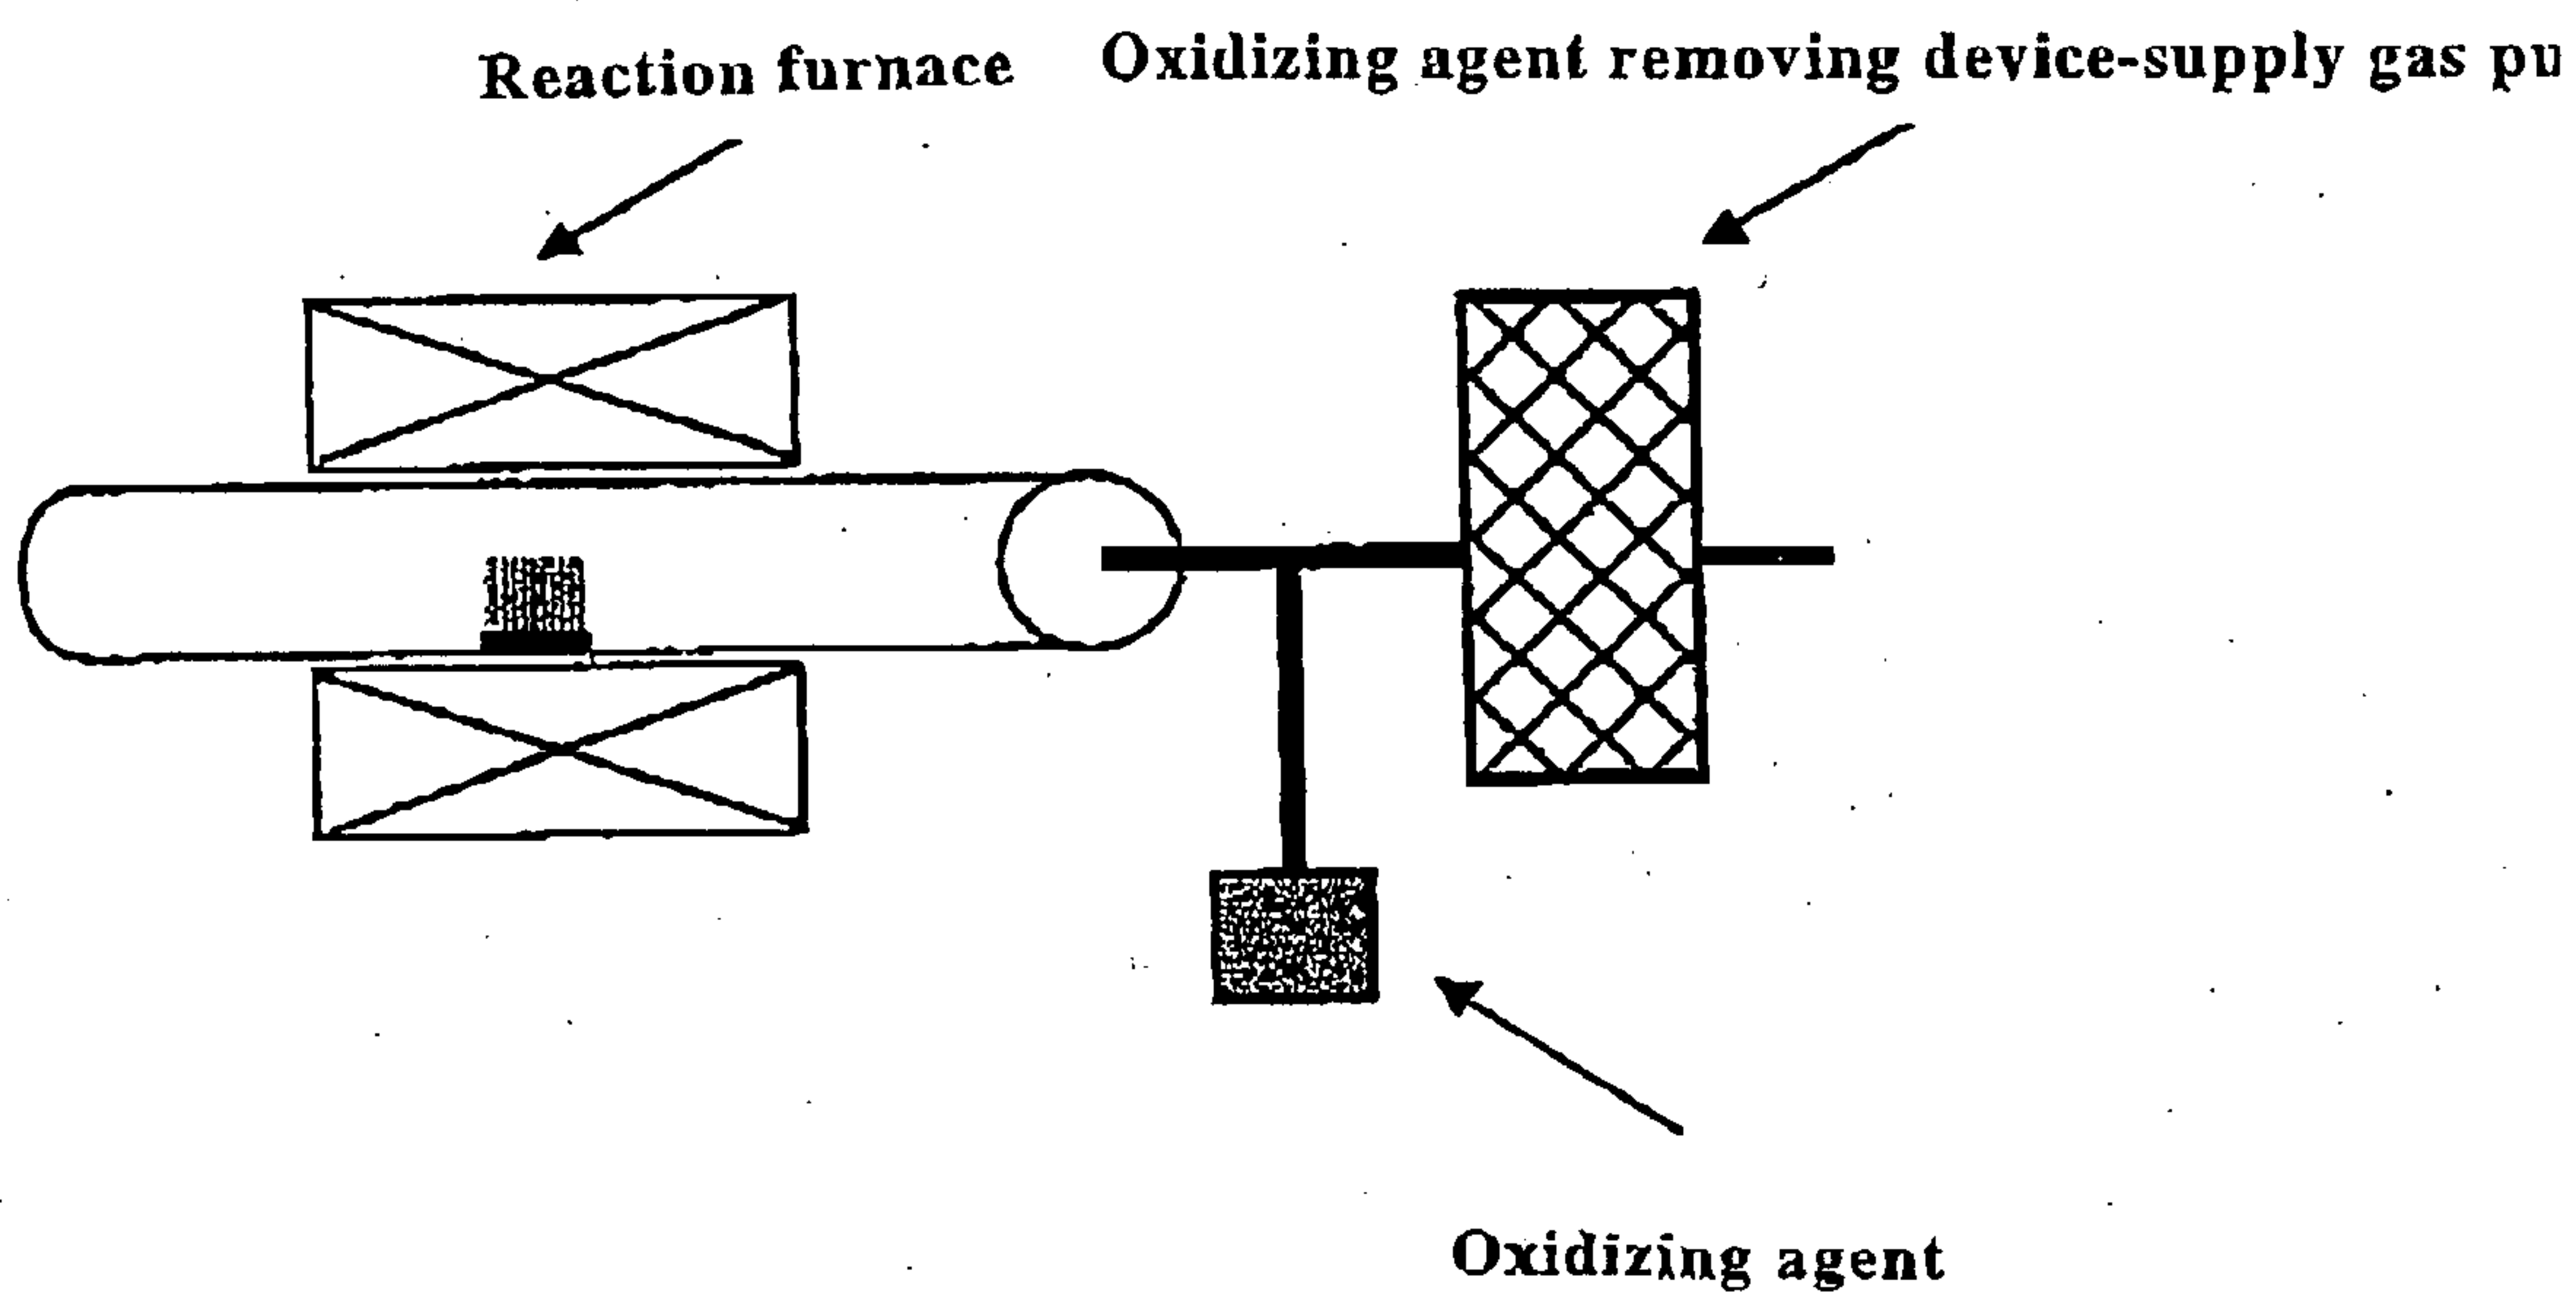 Reaction furnace
Oxidizing agent removing device-supply gas pu
Oxidizing agent